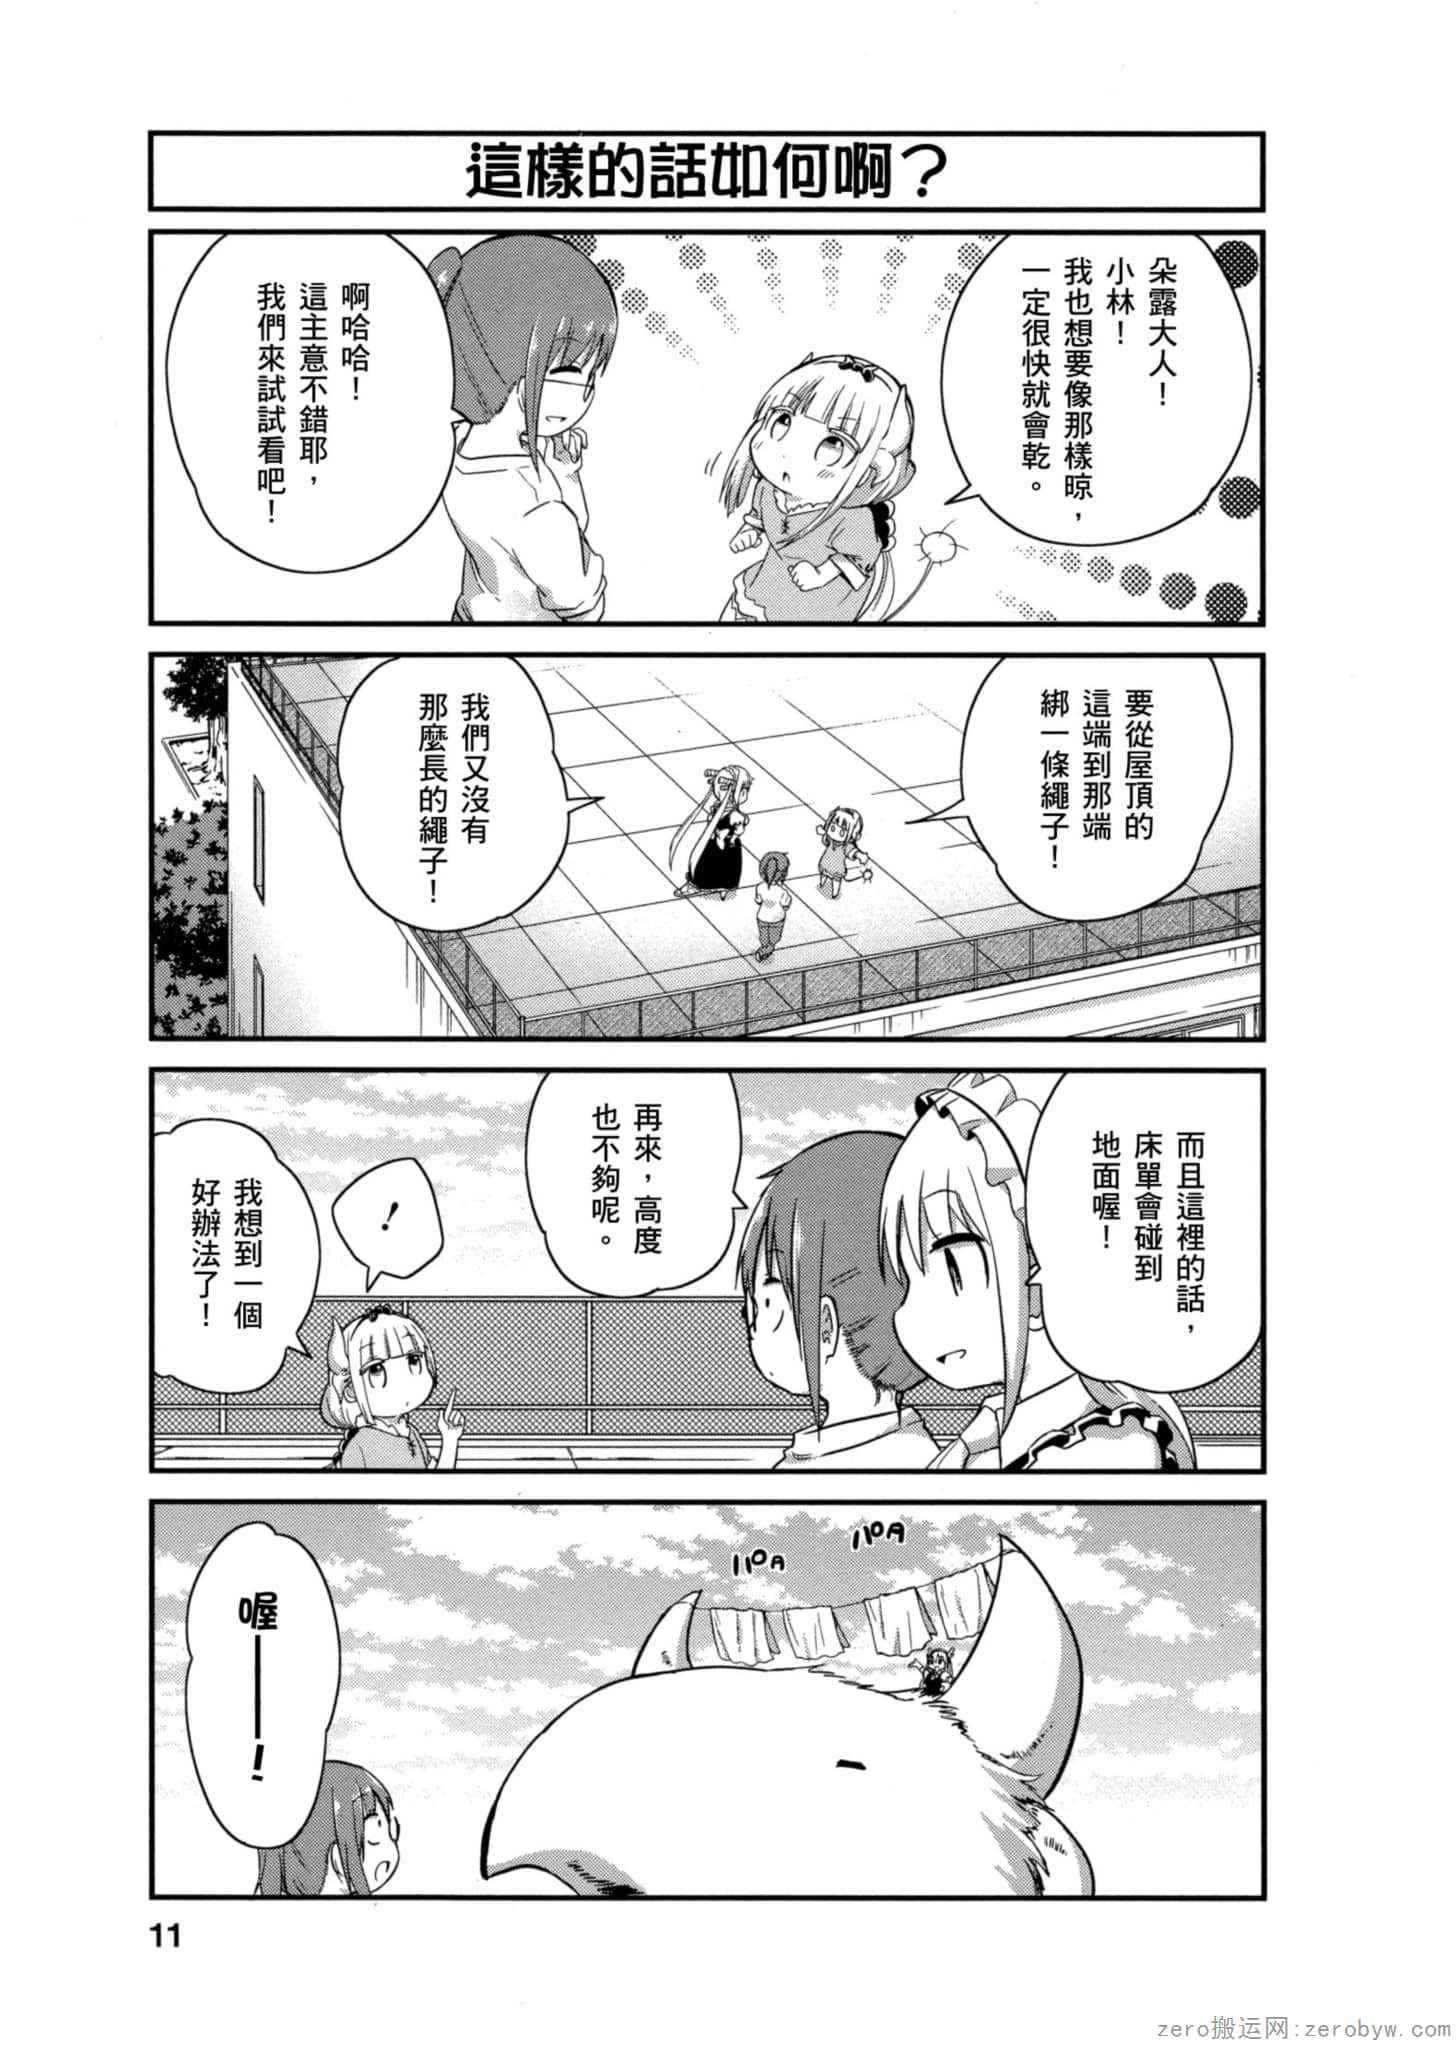 這樣的話如何啊？
朵露大人！
小林！
我也想要像那樣晾，
一定很快就會乾。
啊哈哈！
這主意不錯耶，
我們來試試看吧！
要從屋頂的
這端到那端
綁一條繩子！
我們又沒有
那麼長的繩子！
而且這裡的話，
床單會碰到
地面喔！
再來，高度
也不夠呢。
！
我想到一個
好辦法了！
パタ
パタ
喔——！
11
zero搬运网:zerobyw.com